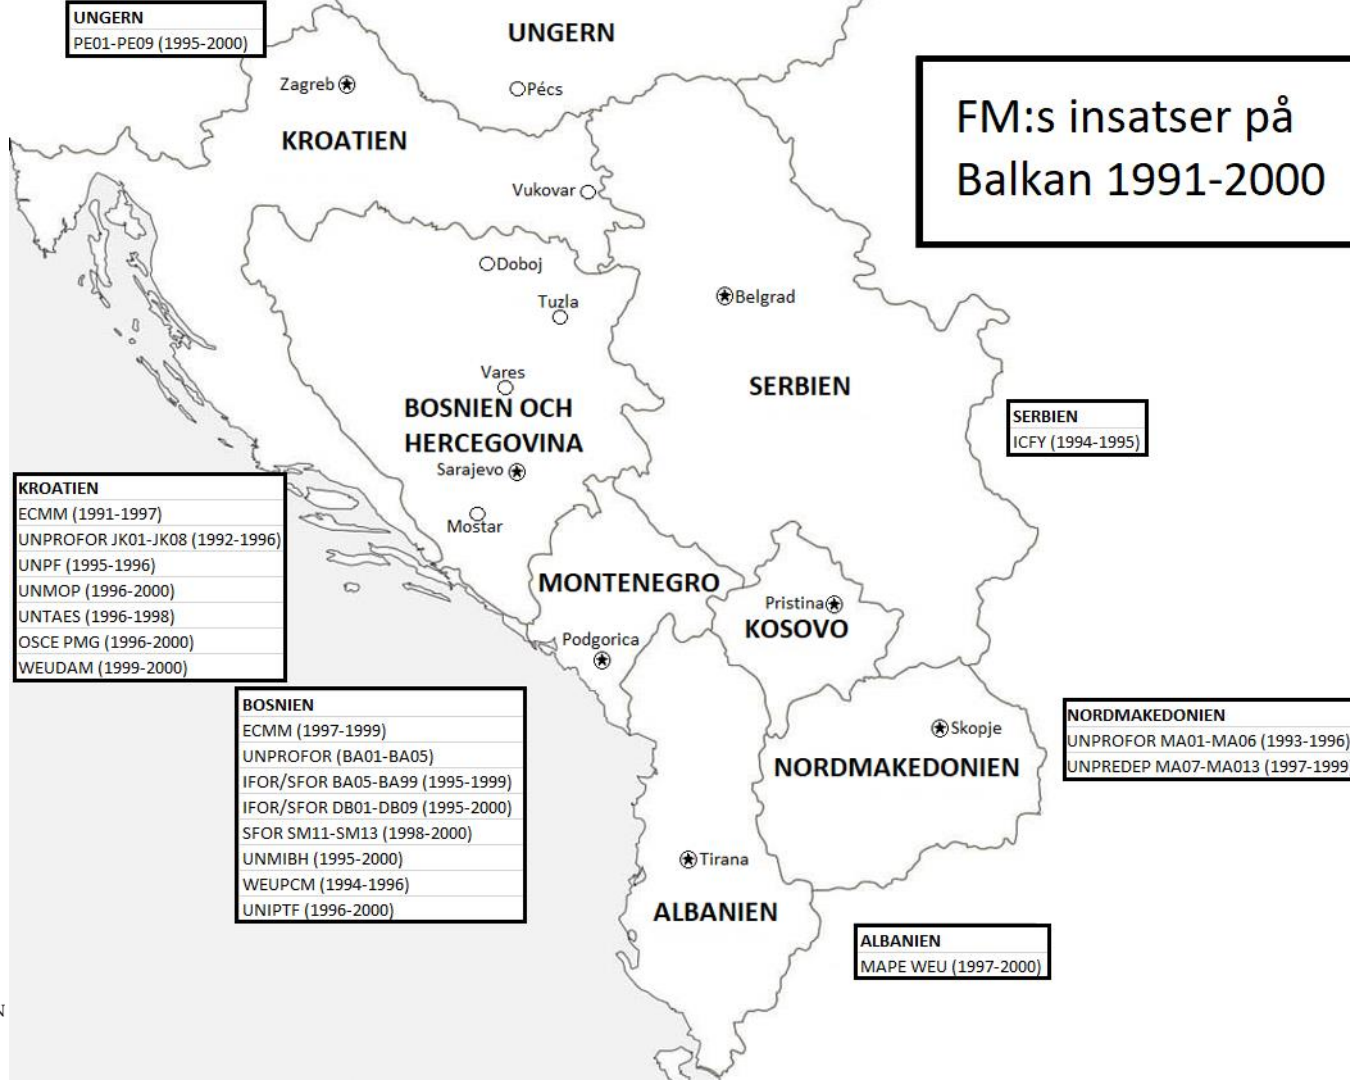 UNGERN
PE01-PE09 (1995-2000)
UNGERN
Pécs
Zagreb
KROATIEN
Vukovar
FM:s insatser på
Balkan 1991-2000
Doboj
Tuzla
Belgrad
Vares
BOSNIEN OCH
HERCEGOVINA
Sarajevo
Mostar
SERBIEN
SERBIEN
ICFY (1994-1995)
KROATIEN
ECMM (1991-1997)
UNPROFOR JK01-JK08 (1992-1996)
UNPF (1995-1996)
UNMOP (1996-2000)
UNTAES (1996-1998)
OSCE PMG (1996-2000)
WEUDAM (1999-2000)
MONTENEGRO
Podgorica
Pristina
KOSOVO
BOSNIEN
ECMM (1997-1999)
UNPROFOR (BA01-BA05)
IFOR/SFOR BA05-BA99 (1995-1999)
IFOR/SFOR DB01-DB09 (1995-2000)
SFOR SM11-SM13 (1998-2000)
UNMIBH (1995-2000)
WEUPCM (1994-1996)
UNIPTF (1996-2000)
Skopje
NORDMAKEDONIEN
NORDMAKEDONIEN
UNPROFOR MA01-MA06 (1993-1996)
UNPREDEP MA07-MA013 (1997-1999
Tirana
ALBANIEN
ALBANIEN
MAPE WEU (1997-2000)
N